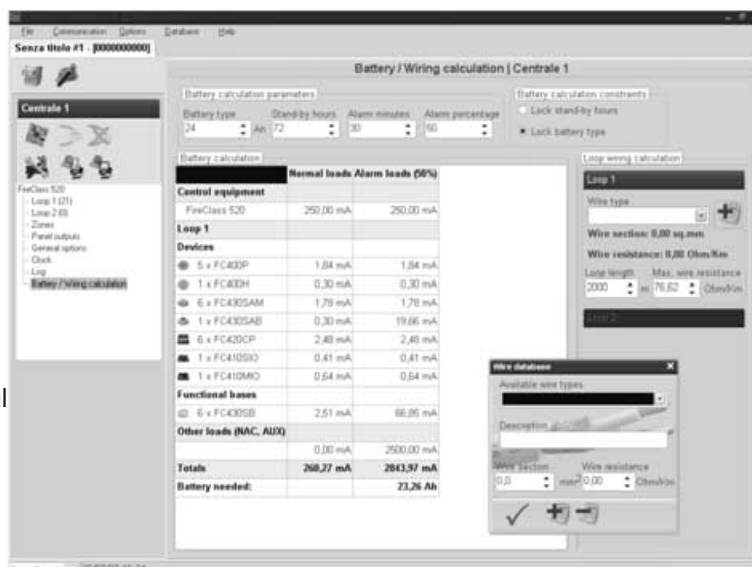 File Communication Options Database Help
Senza titolo #1 - [0000000000]
Battery / Wiring calculation | Centrale 1
Centrale 1
FireClass 520
Loop 1 (21)
Loop 2 (0)
Zones
Panel outputs
General options
Clock
Log
Battery / Wiring calculation
Battery calculation parameters
Battery type Stand-by hours Alarm minutes Alarm percentage
24 Ah 72 30 50
Battery calculation constraints
Lock stand-by hours
Lock battery type
Battery calculation
Normal loads Alarm loads (50%)
Control equipment
FireClass 520 250,00 mA 250,00 mA
Loop 1
Devices
5 x FC400P 1,84 mA 1,84 mA
1 x FC400H 0,30 mA 0,30 mA
6 x FC430SAM 1,78 mA 1,78 mA
1 x FC430SAB 0,30 mA 19,66 mA
6 x FC420CP 2,48 mA 2,48 mA
1 x FC410SIO 0,41 mA 0,41 mA
1 x FC410MIO 0,64 mA 0,64 mA
Functional bases
6 x FC430SB 2,51 mA 66,86 mA
Other loads (NAC, AUX)
0,00 mA 2500,00 mA
Totals 260,27 mA 2843,97 mA
Battery needed: 23,26 Ah
Loop wiring calculation
Loop 1
Wire type
Wire section: 0,00 sq.mm
Wire resistance: 0,00 Ohm/Km
Loop length Max. wire resistance
2000 m 76,62 Ohm/Km
Loop 2
Wire database
Available wire types
Description
Wire section Wire resistance
0,0 mm² 0,00 Ohm/Km